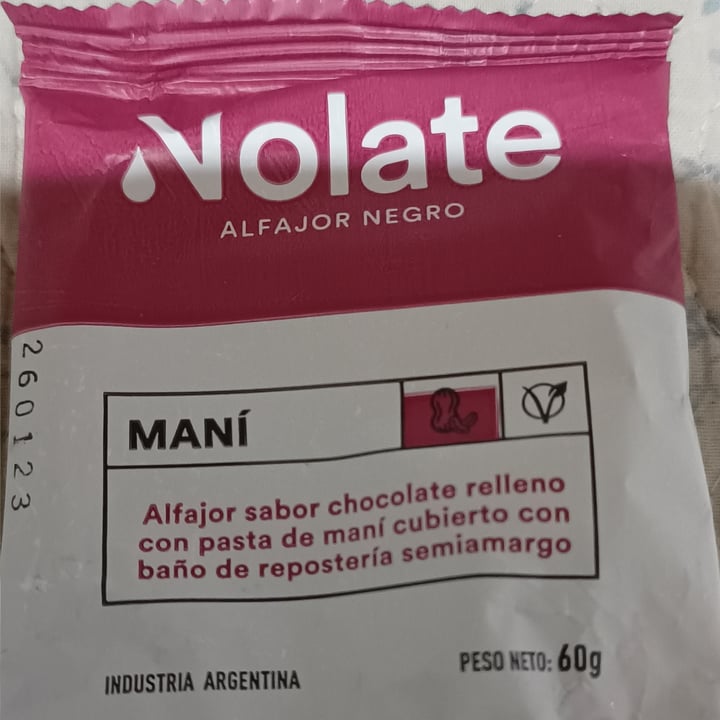 Nolate
ALFAJOR NEGRO
260123
MANÍ
Alfajor sabor chocolate relleno
con pasta de maní cubierto con
baño de repostería semiamargo
INDUSTRIA ARGENTINA
PESO NETO: 60g